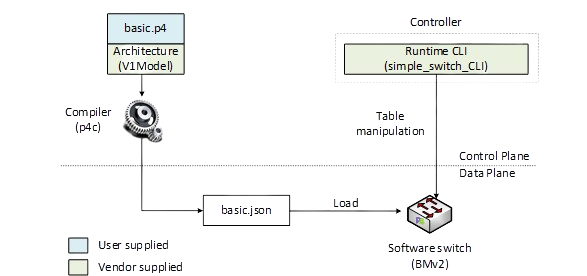 Controller
basic.p4
Architecture
(V1Model)
Runtime CLI
(simple_switch_CLI)
Compiler
(p4c)
Table
manipulation
Control Plane
Data Plane
basic.json
Load
P4
Software switch
(BMv2)
User supplied
Vendor supplied